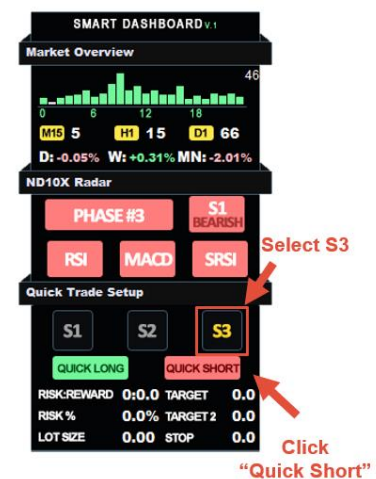 SMART DASHBOARD V.1
Market Overview
46
0 6 12 18
M15 5 H1 15 D1 66
D: -0.05% W: +0.31% MN: -2.01%
ND10X Radar
PHASE #3 S1
BEARISH
RSI MACD SRSI
Select S3
Quick Trade Setup
S1 S2 S3
QUICK LONG QUICK SHORT
RISK:REWARD 0:0.0 TARGET 0.0
RISK % 0.0% TARGET 2 0.0
LOT SIZE 0.00 STOP 0.0
Click
“Quick Short”